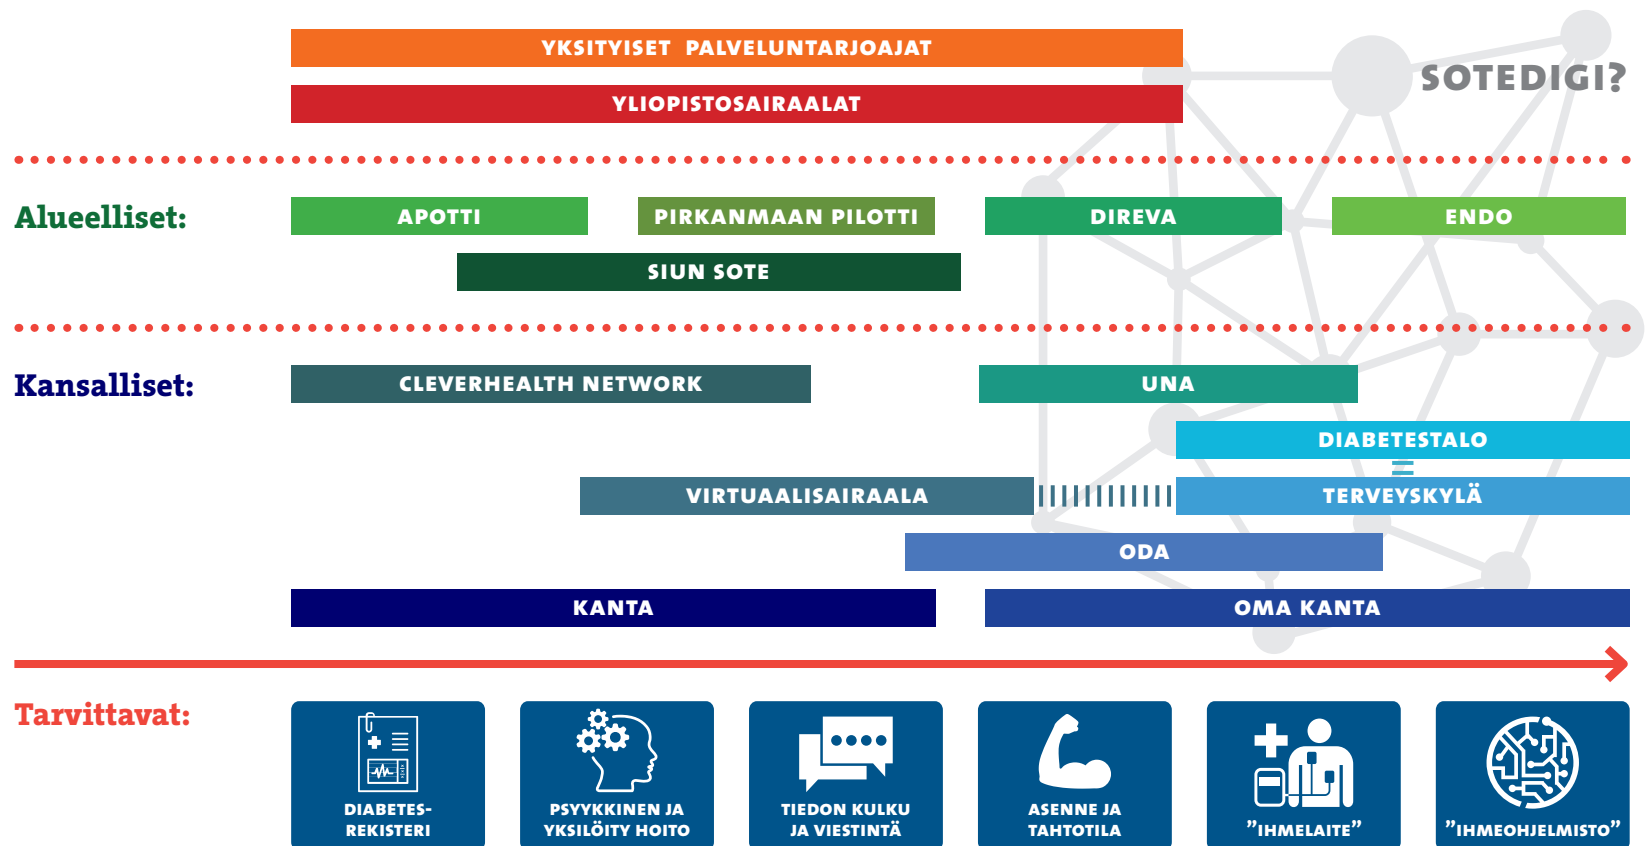 YKSITYISET PALVELUNTARJOAJAT
SOTEDIGI?
YLIOPISTOSAIRAALAT
Alueelliset:
APOTTI
PIRKANMAAN PILOTTI
DIREVA
ENDO
SIUN SOTE
Kansalliset:
CLEVERHEALTH NETWORK
UNA
DIABETESTALO
=
VIRTUAALISAIRAALA
TERVEYSKYLÄ
ODA
KANTA
OMA KANTA
Tarvittavat:
DIABETES-
REKISTERI
PSYYKKINEN JA
YKSILÖITY HOITO
TIEDON KULKU
JA VIESTINTÄ
ASENNE JA
TAHTOTILA
”IHMELAITE”
”IHMEOHJELMISTO”